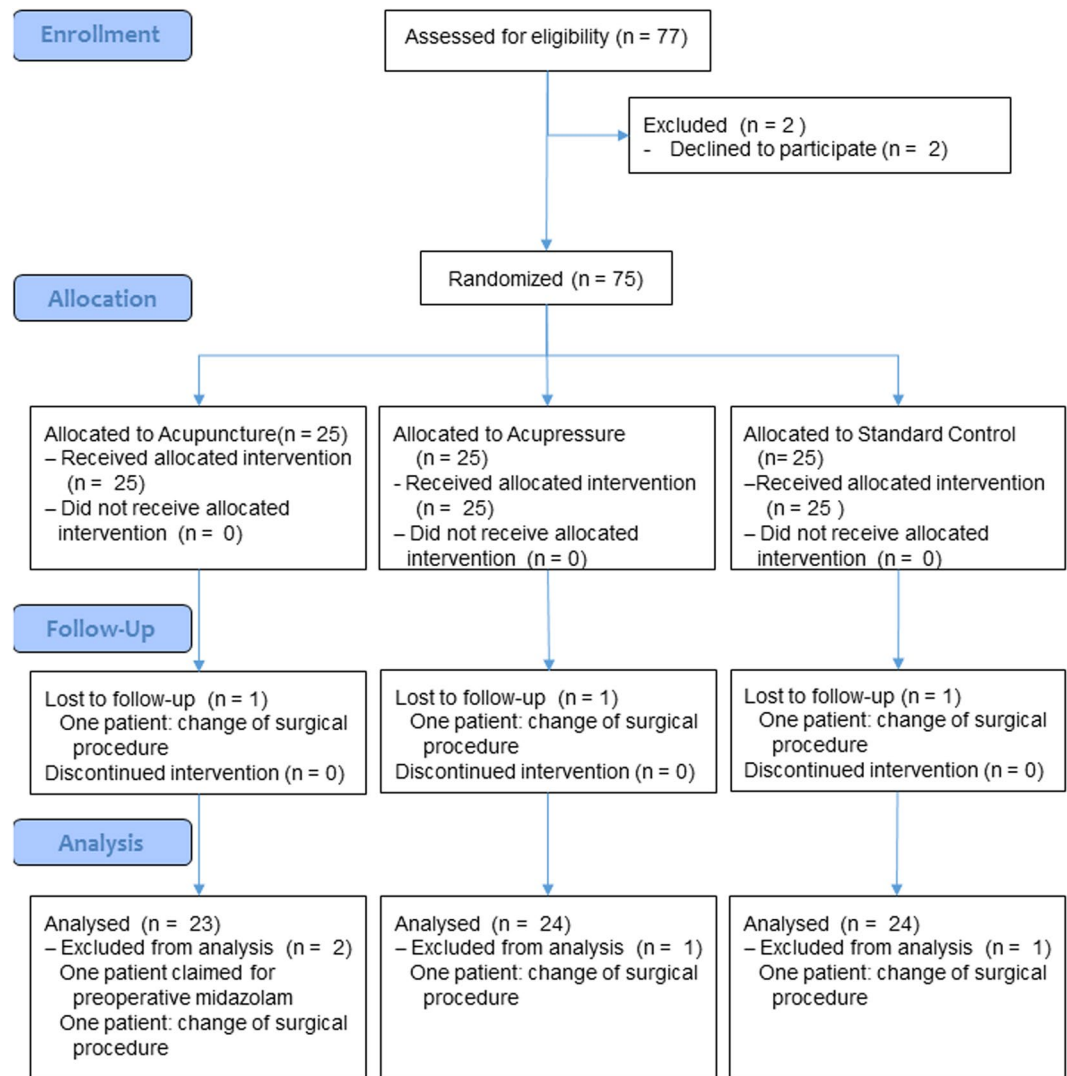 Enrollment
Assessed for eligibility (n = 77)
Excluded (n = 2 )
- Declined to participate (n = 2)
Allocation
Randomized (n = 75)
Allocated to Acupuncture(n = 25)
– Received allocated intervention
(n = 25)
– Did not receive allocated
intervention (n = 0)
Allocated to Acupressure
(n = 25)
- Received allocated intervention
(n = 25)
– Did not receive allocated
intervention (n = 0)
Allocated to Standard Control
(n= 25)
–Received allocated intervention
(n = 25 )
– Did not receive allocated
intervention (n = 0)
Follow-Up
Lost to follow-up (n = 1)
One patient: change of surgical
procedure
Discontinued intervention (n = 0)
Lost to follow-up (n = 1)
One patient: change of surgical
procedure
Discontinued intervention (n = 0)
Lost to follow-up (n = 1)
One patient: change of surgical
procedure
Discontinued intervention (n = 0)
Analysis
Analysed (n = 23)
– Excluded from analysis (n = 2)
One patient claimed for
preoperative midazolam
One patient: change of surgical
procedure
Analysed (n = 24)
– Excluded from analysis (n = 1)
One patient: change of surgical
procedure
Analysed (n = 24)
– Excluded from analysis (n = 1)
One patient: change of surgical
procedure